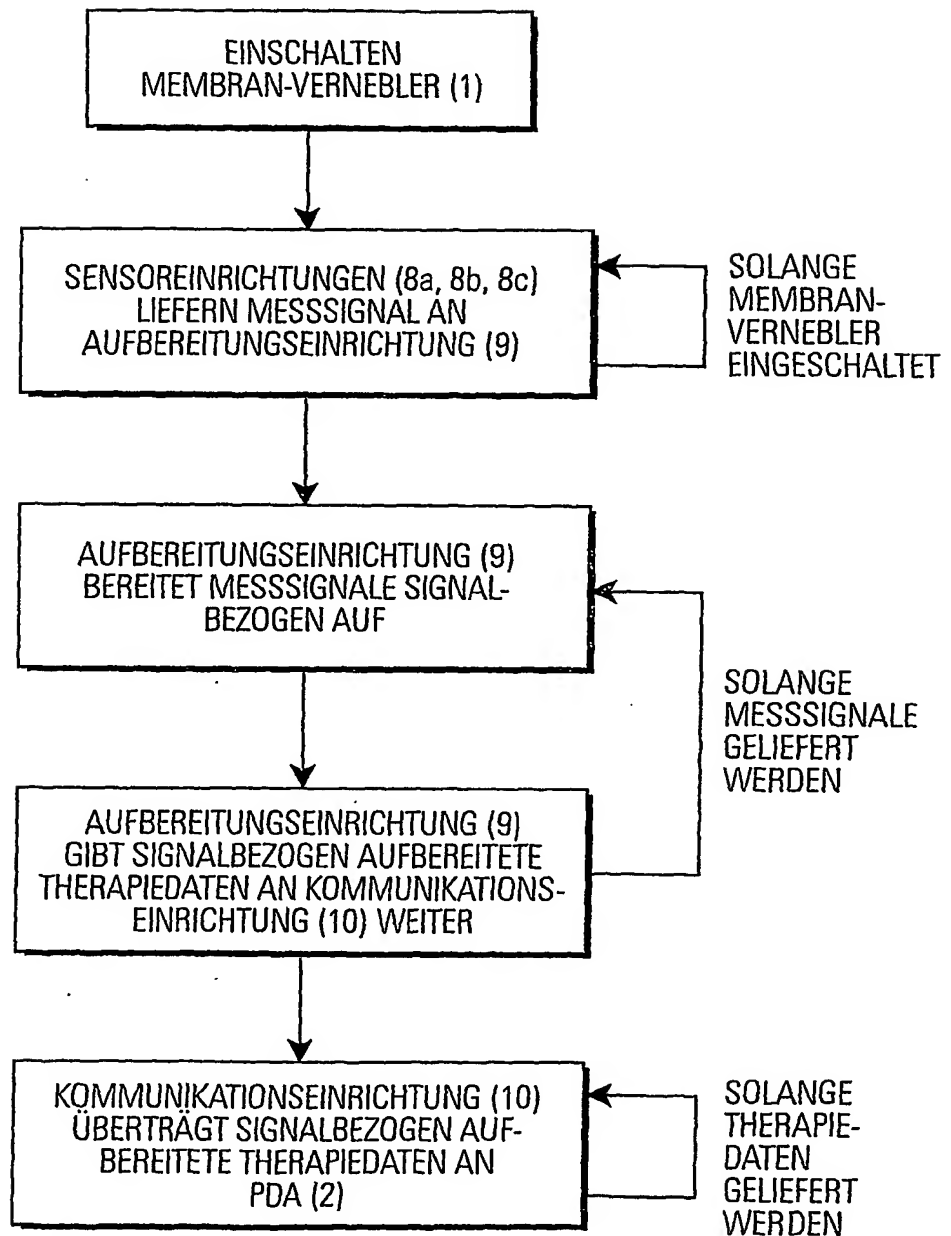 EINSCHALTEN
MEMBRAN-VERNEBLER (1)
SENSOREINRICHTUNGEN (8a, 8b, 8c)
LIEFERN MESSSIGNAL AN
AUFBEREITUNGSEINRICHTUNG (9)
SOLANGE
MEMBRAN-
VERNEBLER
EINGESCHALTET
AUFBEREITUNGSEINRICHTUNG (9)
BEREITET MESSSIGNALE SIGNAL-
BEZOGEN AUF
SOLANGE
MESSSIGNALE
GELIEFERT
WERDEN
AUFBEREITUNGSEINRICHTUNG (9)
GIBT SIGNALBEZOGEN AUFBEREITETE
THERAPIEDATEN AN KOMMUNIKATIONS-
EINRICHTUNG (10) WEITER
KOMMUNIKATIONSEINRICHTUNG (10)
ÜBERTRÄGT SIGNALBEZOGEN AUF-
BEREITETE THERAPIEDATEN AN
PDA (2)
SOLANGE
THERAPIE-
DATEN
GELIEFERT
WERDEN